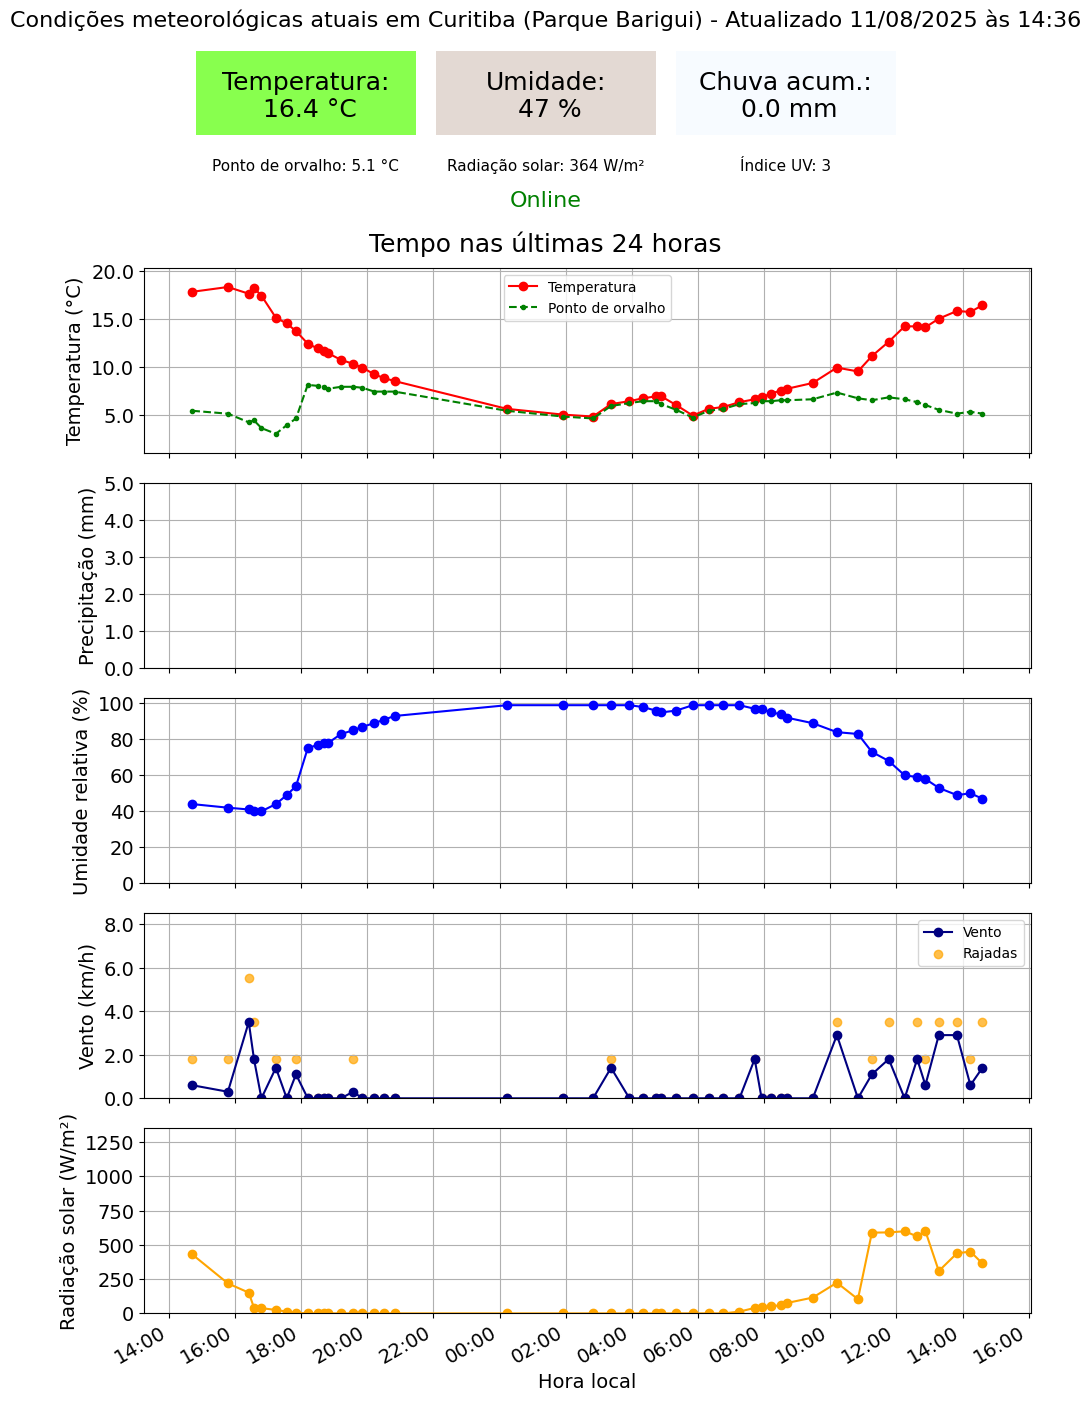 Condições meteorológicas atuais em Curitiba (Parque Barigui) - Atualizado 11/08/2025 às 14:36
Temperatura:
16.4 °C
Umidade:
47 %
Chuva acum.:
0.0 mm
Ponto de orvalho: 5.1 °C
Radiação solar: 364 W/m²
Índice UV: 3
Online
Tempo nas últimas 24 horas
Temperatura (°C)
20.0
15.0
10.0
5.0
Temperatura
Ponto de orvalho
Precipitação (mm)
5.0
4.0
3.0
2.0
1.0
0.0
Umidade relativa (%)
100
80
60
40
20
0
Vento (km/h)
8.0
6.0
4.0
2.0
0.0
Vento
Rajadas
Radiação solar (W/m²)
1250
1000
750
500
250
0
14:00
16:00
18:00
20:00
22:00
00:00
02:00
04:00
06:00
08:00
10:00
12:00
14:00
16:00
Hora local